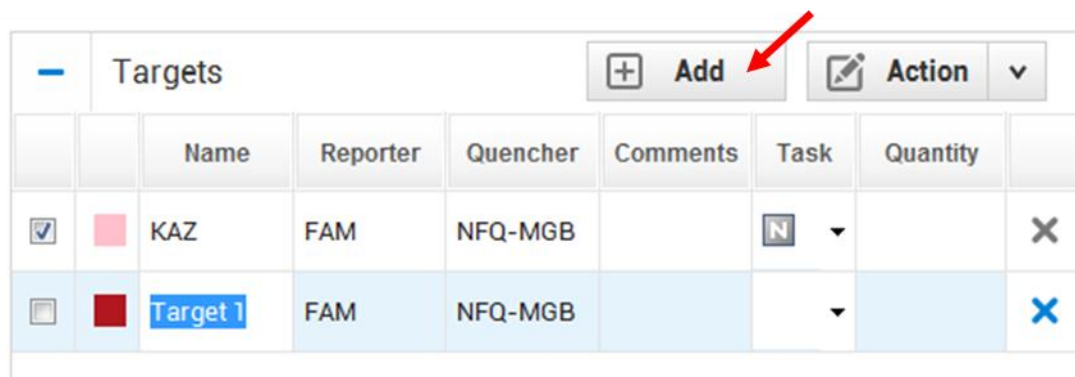 Targets Add Action
Name Reporter Quencher Comments Task Quantity
KAZ FAM NFQ-MGB N
Target 1 FAM NFQ-MGB